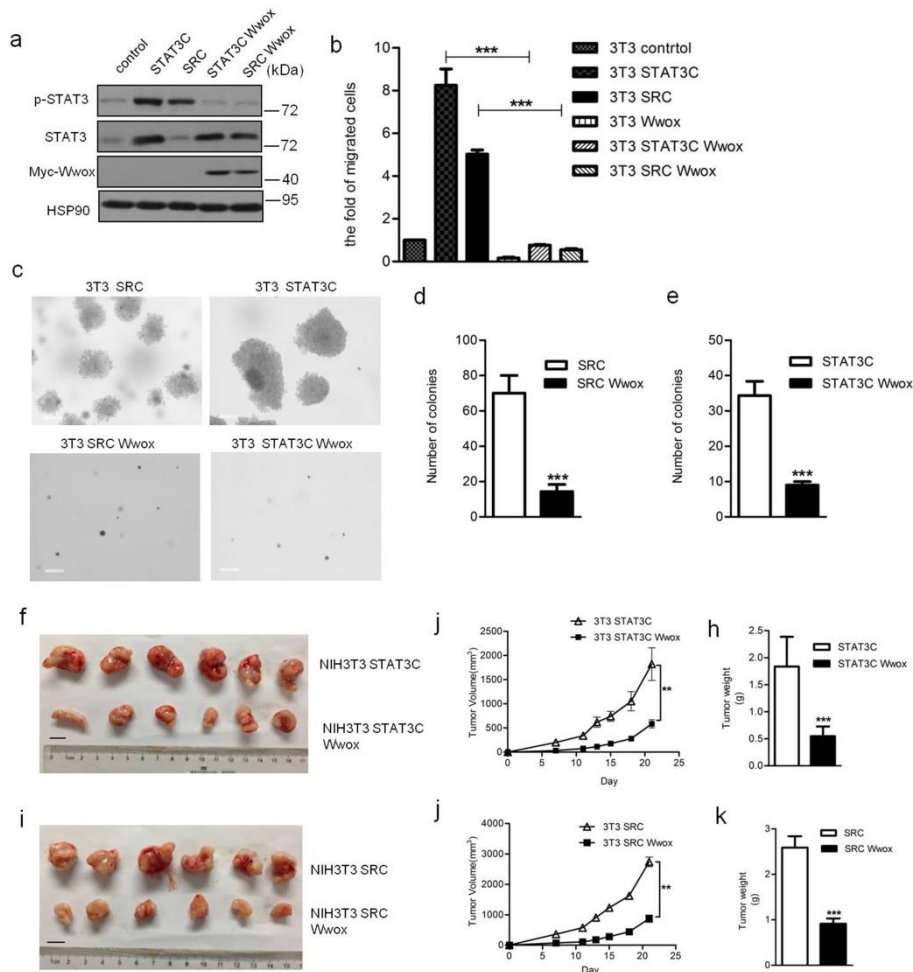 a
control
STAT3C
SRC
STAT3C Wwox
SRC Wwox
(kDa)
p-STAT3
72
STAT3
72
Myc-Wwox
40
HSP90
95
b
the fold of migrated cells
10
8
6
4
2
0
***
***
3T3 contrtol
3T3 STAT3C
3T3 SRC
3T3 Wwox
3T3 STAT3C Wwox
3T3 SRC Wwox
c
3T3 SRC
3T3 STAT3C
3T3 SRC Wwox
3T3 STAT3C Wwox
d
Number of colonies
100
80
60
40
20
0
***
SRC
SRC Wwox
e
Number of colonies
50
40
30
20
10
0
***
STAT3C
STAT3C Wwox
f
NIH3T3 STAT3C
NIH3T3 STAT3C
Wwox
j
3T3 STAT3C
3T3 STAT3C Wwox
Tumor Volume(mm³)
2500
2000
1500
1000
500
0
0 5 10 15 20 25
Day
**
h
Tumor weight
(g)
2.5
2.0
1.5
1.0
0.5
0.0
***
STAT3C
STAT3C Wwox
i
NIH3T3 SRC
NIH3T3 SRC
Wwox
j
3T3 SRC
3T3 SRC Wwox
Tumor Volume(mm³)
4000
3000
2000
1000
0
0 5 10 15 20 25
Day
**
k
Tumor weight
(g)
3
2
1
0
***
SRC
SRC Wwox